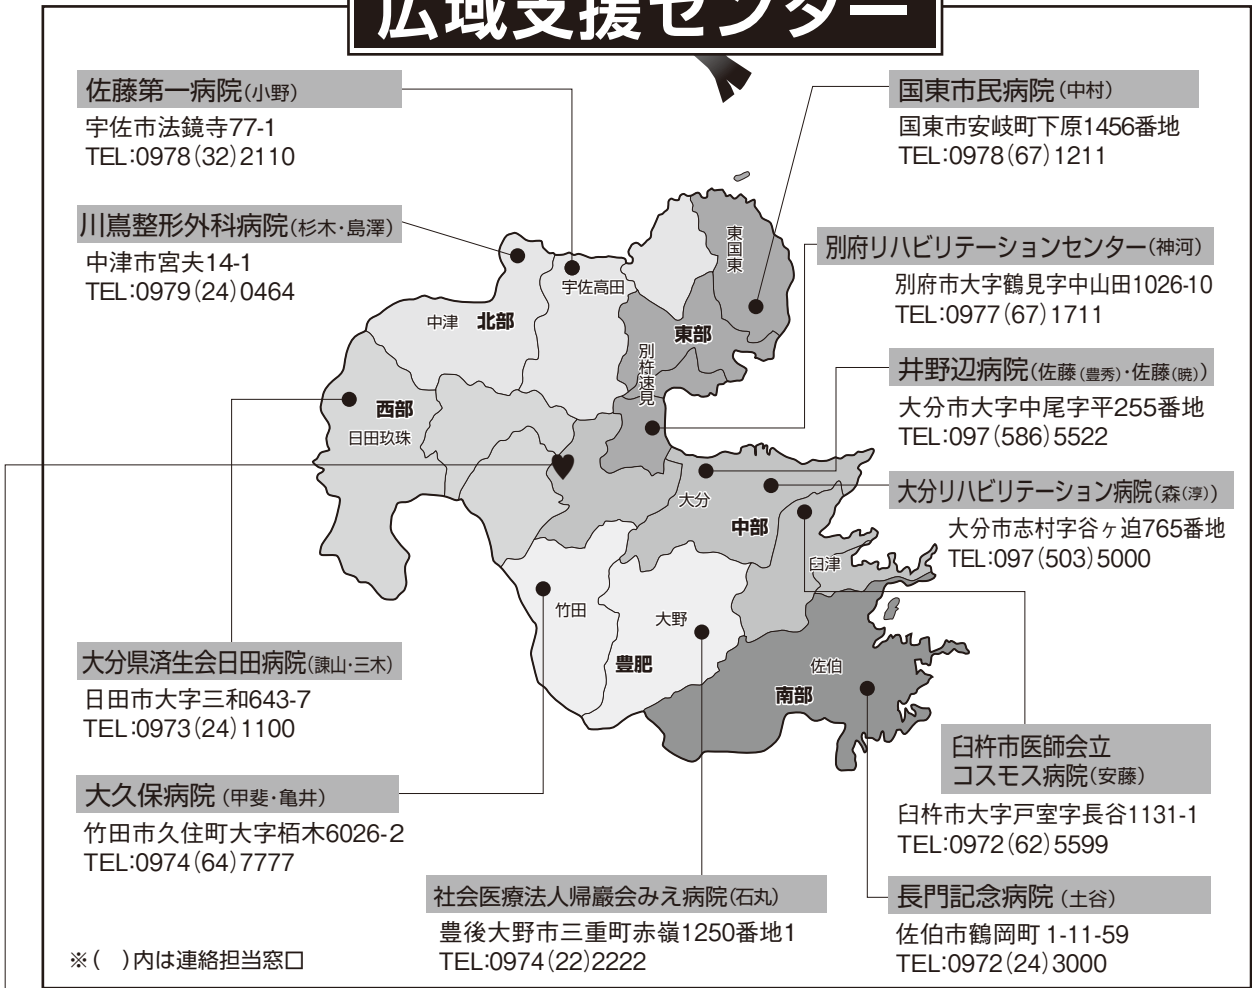 広域支援センター
佐藤第一病院(小野)
宇佐市法鏡寺77-1
TEL:0978(32)2110
川嶌整形外科病院(杉木・島澤)
中津市宮夫14-1
TEL:0979(24)0464
国東市民病院(中村)
国東市安岐町下原1456番地
TEL:0978(67)1211
別府リハビリテーションセンター(神河)
別府市大字鶴見字中山田1026-10
TEL:0977(67)1711
井野辺病院(佐藤(豊秀)・佐藤(暁))
大分市大字中尾字平255番地
TEL:097(586)5522
大分リハビリテーション病院(森(淳))
大分市志村字谷ヶ迫765番地
TEL:097(503)5000
東国東
宇佐高田
中津 北部
東部
別杵速見
西部
日田玖珠
大分
中部
臼津
竹田
大野
豊肥
佐伯
南部
大分県済生会日田病院(諌山・三木)
日田市大字三和643-7
TEL:0973(24)1100
大久保病院(甲斐・亀井)
竹田市久住町大字栢木6026-2
TEL:0974(64)7777
社会医療法人帰巖会みえ病院(石丸)
豊後大野市三重町赤嶺1250番地1
TEL:0974(22)2222
臼杵市医師会立
コスモス病院(安藤)
臼杵市大字戸室字長谷1131-1
TEL:0972(62)5599
長門記念病院(土谷)
佐伯市鶴岡町 1-11-59
TEL:0972(24)3000
※( )内は連絡担当窓口